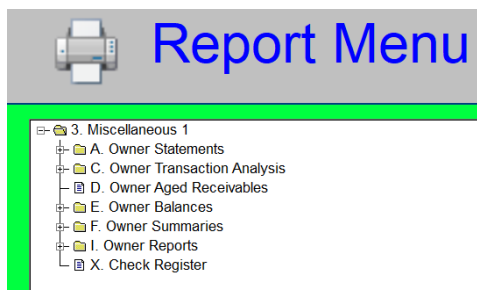 Report Menu
3. Miscellaneous 1
A. Owner Statements
C. Owner Transaction Analysis
D. Owner Aged Receivables
E. Owner Balances
F. Owner Summaries
I. Owner Reports
X. Check Register